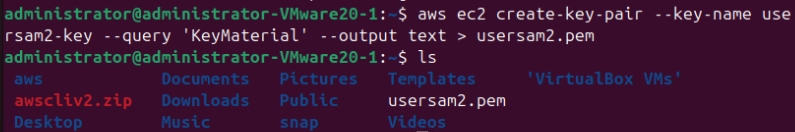 administrator@administrator-VMware20-1:~$ aws ec2 create-key-pair --key-name use
rsam2-key --query 'KeyMaterial' --output text > usersam2.pem
administrator@administrator-VMware20-1:~$ ls
aws Documents Pictures Templates 'VirtualBox VMs'
awscliv2.zip Downloads Public usersam2.pem
Desktop Music snap Videos